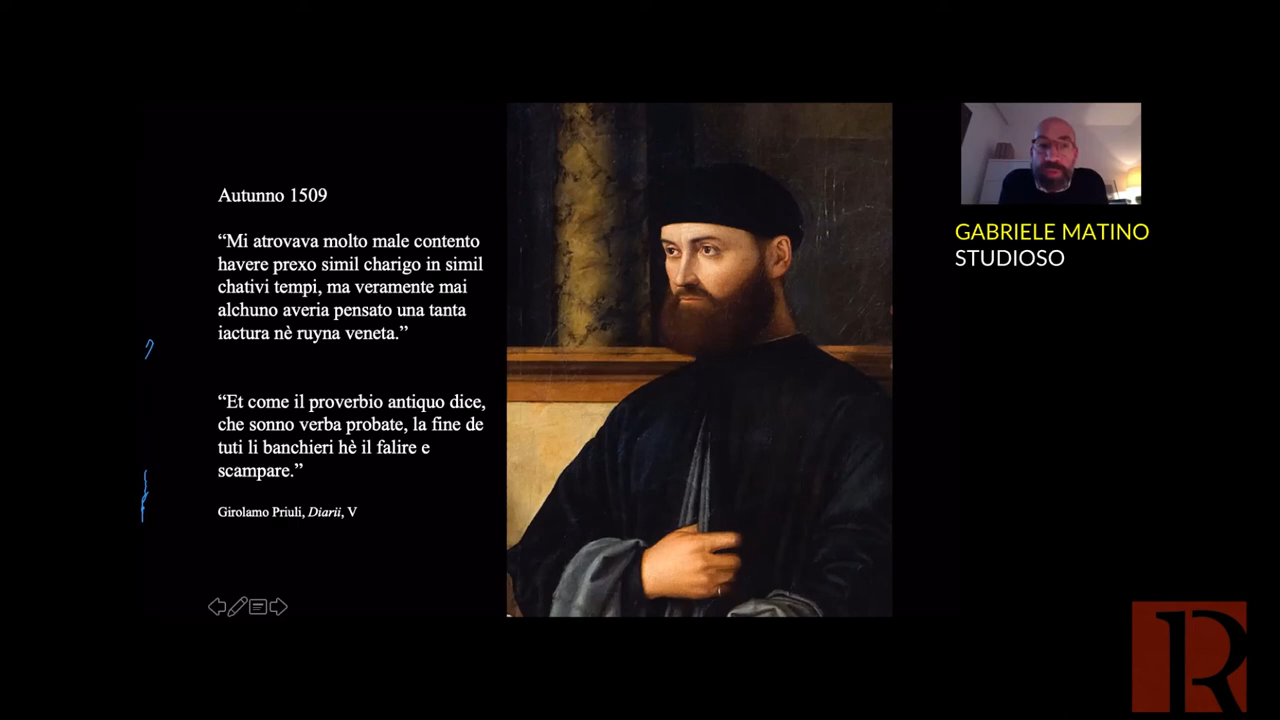 Autunno 1509
“Mi atrovava molto male contento
havere prexo simil charigo in simil
chativi tempi, ma veramente mai
alchuno averia pensato una tanta
iactura nè ruyna veneta.”
“Et come il proverbio antiquo dice,
che sonno verba probate, la fine de
tuti li banchieri hè il falire e
scampare.”
Girolamo Priuli, Diarii, V
GABRIELE MATINO
STUDIOSO
R